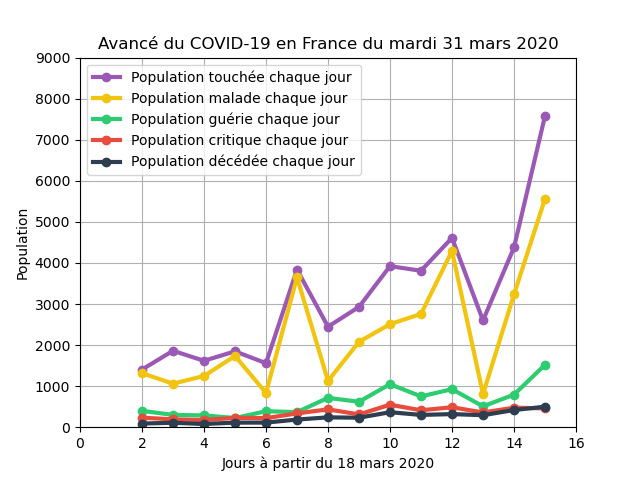 Avancé du COVID-19 en France du mardi 31 mars 2020
9000
8000
7000
6000
5000
4000
3000
2000
1000
0
Population
Population touchée chaque jour
Population malade chaque jour
Population guérie chaque jour
Population critique chaque jour
Population décédée chaque jour
0 2 4 6 8 10 12 14 16
Jours à partir du 18 mars 2020